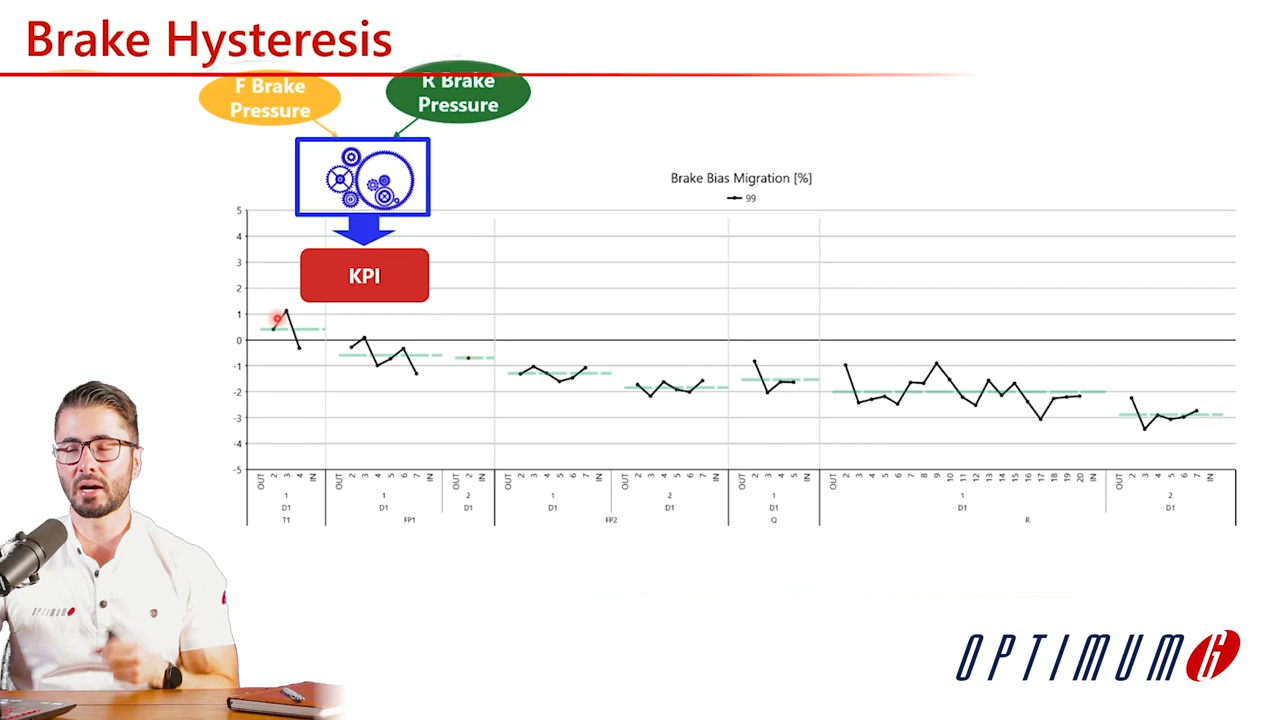 Brake Hysteresis
F Brake
Pressure
R Brake
Pressure
KPI
Brake Bias Migration [%]
99
5
4
3
2
1
0
-1
-2
-3
-4
-5
OUT 2 3 4 IN OUT 2 3 4 5 6 7 IN OUT 2 IN OUT 2 3 4 5 6 7 IN OUT 2 3 4 5 6 7 IN OUT 2 3 4 5 IN OUT 2 3 4 5 6 7 8 9 10 11 12 13 14 15 16 17 18 19 20 IN OUT 2 3 4 5 6 7 IN
1 1 2 1 2 1 1 2
D1 D1 D1 D1 D1 D1 D1 D1
T1 FP1 FP2 Q R
OPTIMUM G
OPTIMUMG